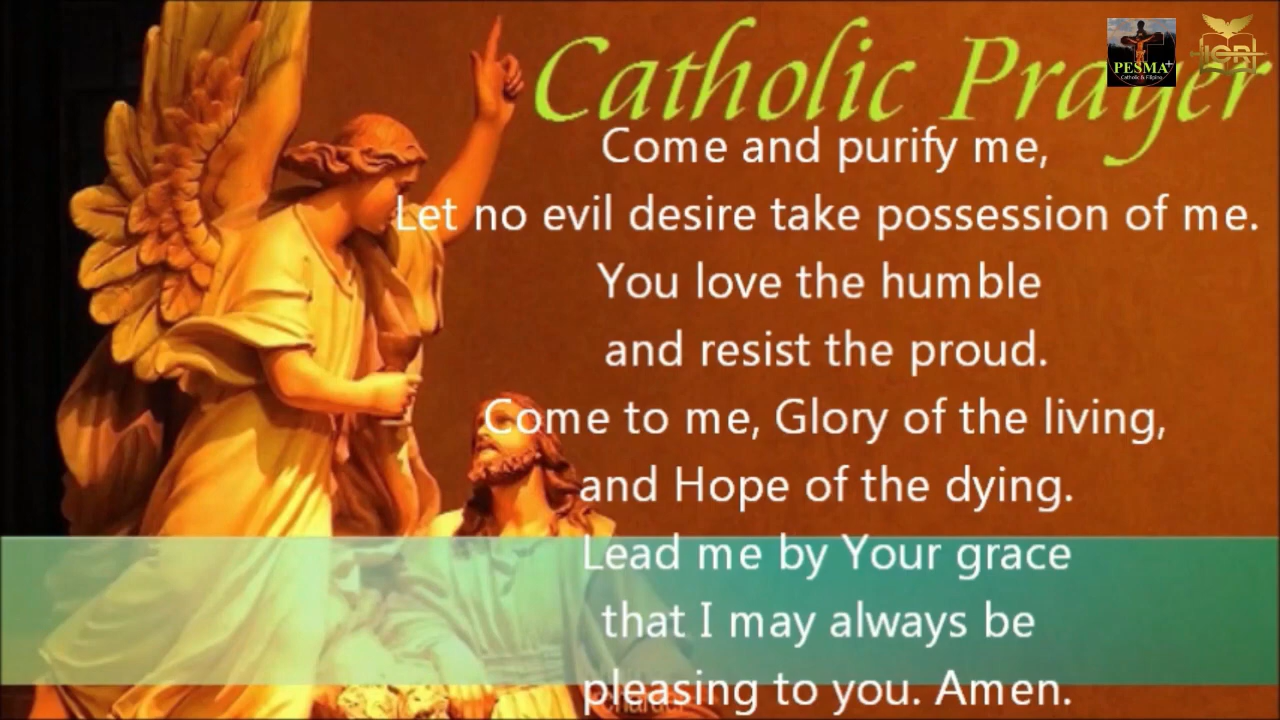 Catholic Prayer
PESMA+
Catholic & Filipino
Come and purify me,
Let no evil desire take possession of me.
You love the humble
and resist the proud.
Come to me, Glory of the living,
and Hope of the dying.
Lead me by Your grace
that I may always be
pleasing to you. Amen.